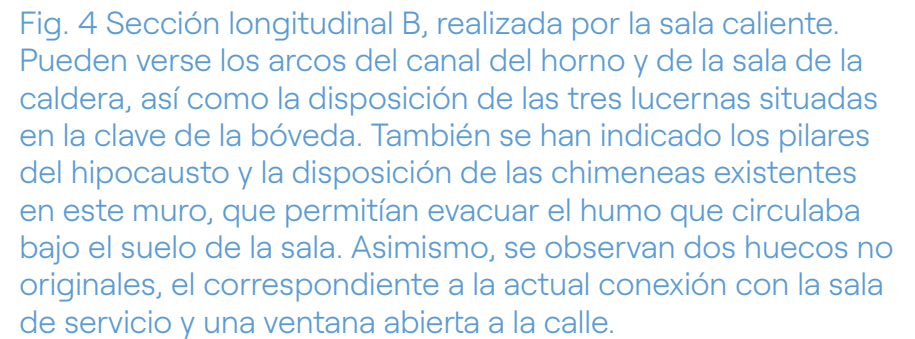 Fig. 4 Sección longitudinal B, realizada por la sala caliente.
Pueden verse los arcos del canal del horno y de la sala de la
caldera, así como la disposición de las tres lucernas situadas
en la clave de la bóveda. También se han indicado los pilares
del hipocausto y la disposición de las chimeneas existentes
en este muro, que permitían evacuar el humo que circulaba
bajo el suelo de la sala. Asimismo, se observan dos huecos no
originales, el correspondiente a la actual conexión con la sala
de servicio y una ventana abierta a la calle.